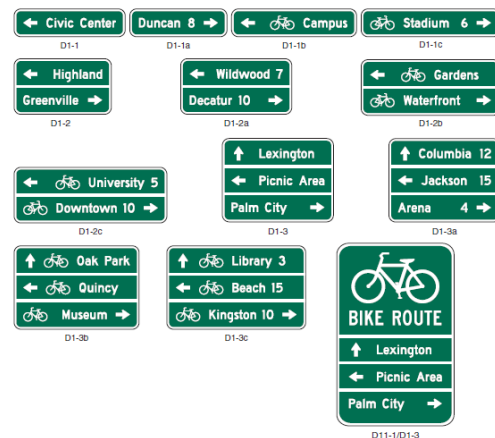 Civic Center
Duncan 8
Campus
Stadium 6
D1-1
D1-1a
D1-1b
D1-1c
Highland
Greenville
D1-2
Wildwood 7
Decatur 10
D1-2a
Gardens
Waterfront
D1-2b
University 5
Downtown 10
D1-2c
Lexington
Picnic Area
Palm City
D1-3
Columbia 12
Jackson 15
Arena 4
D1-3a
Oak Park
Quincy
Museum
D1-3b
Library 3
Beach 15
Kingston 10
D1-3c
BIKE ROUTE
Lexington
Picnic Area
Palm City
D11-1/D1-3